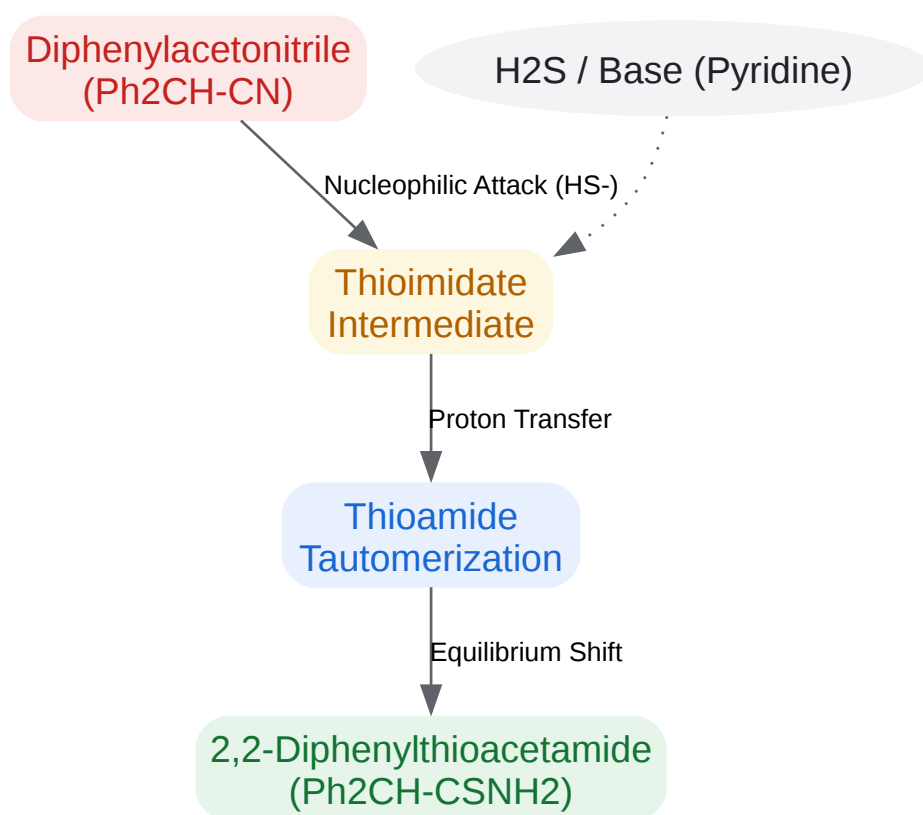 Diphenylacetonitrile
(Ph2CH-CN)
H2S / Base (Pyridine)
Nucleophilic Attack (HS-)
Thioimidate
Intermediate
Proton Transfer
Thioamide
Tautomerization
Equilibrium Shift
2,2-Diphenylthioacetamide
(Ph2CH-CSNH2)